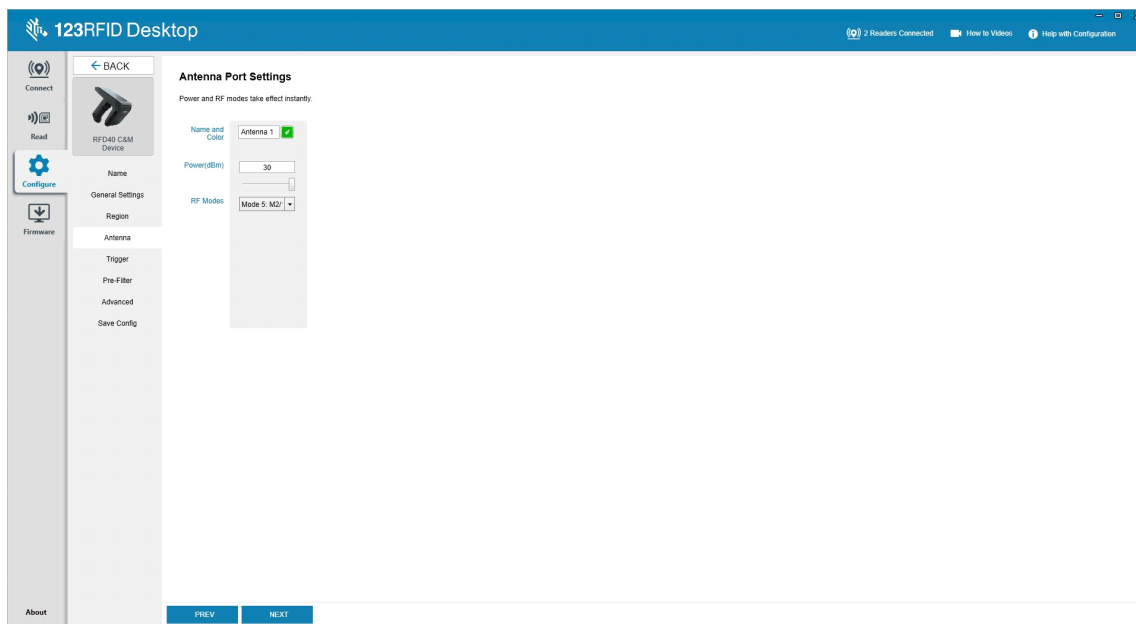 123RFID Desktop
2 Readers Connected
How to Videos
Help with Configuration
Connect
Read
Configure
Firmware
About
BACK
RFD40 C&M
Device
Name
General Settings
Region
Antenna
Trigger
Pre-Filter
Advanced
Save Config
Antenna Port Settings
Power and RF modes take effect instantly.
Name and
Color
Antenna 1
Power(dBm)
30
RF Modes
Mode 5: M2/
PREV
NEXT